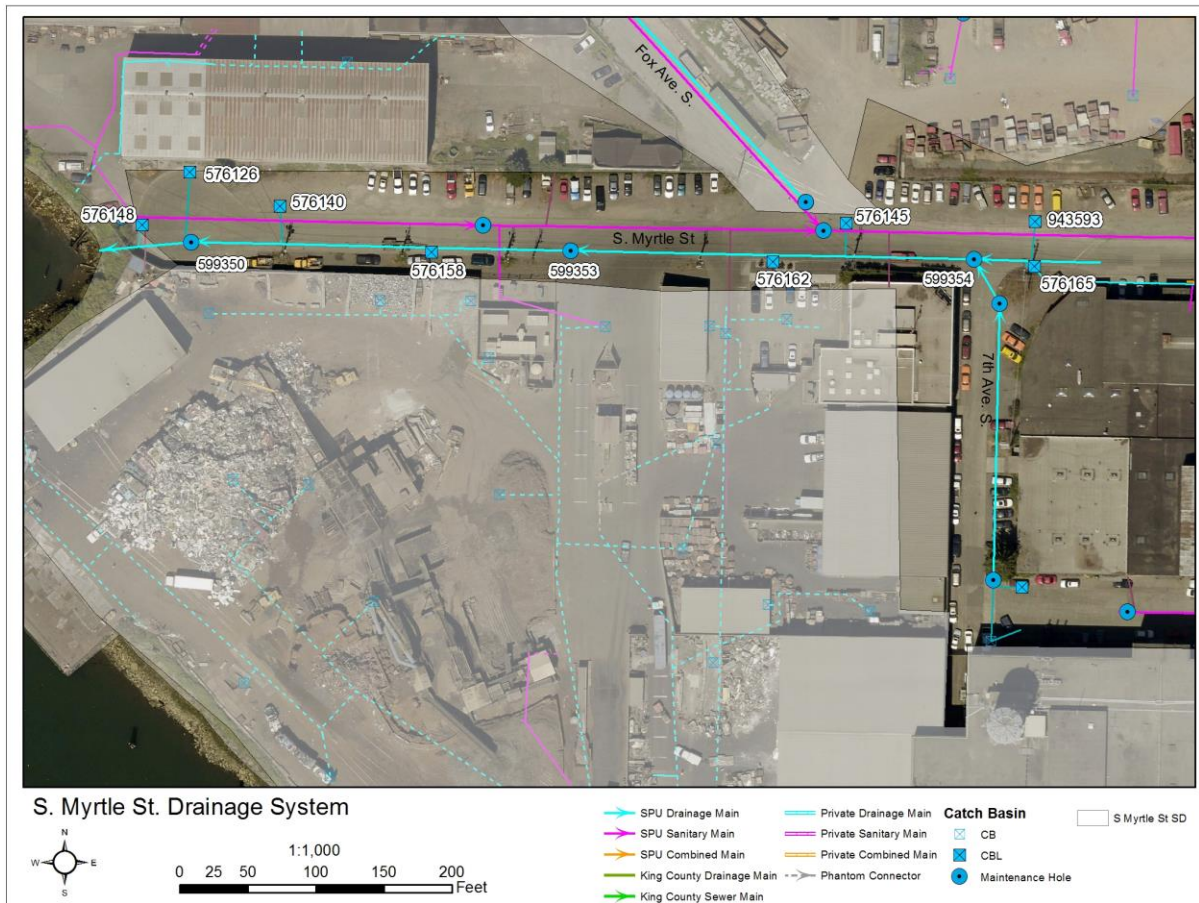 Fox Ave. S.
576126
576140
576148
576145
943593
S. Myrtle St
599350
576158
599353
576162
599354
576165
7th Ave. S.
S. Myrtle St. Drainage System
N
W
E
S
1:1,000
0 25 50 100 150 200
Feet
SPU Drainage Main
SPU Sanitary Main
SPU Combined Main
King County Drainage Main
King County Sewer Main
Private Drainage Main
Private Sanitary Main
Private Combined Main
Phantom Connector
Catch Basin
CB
CBL
Maintenance Hole
S Myrtle St SD